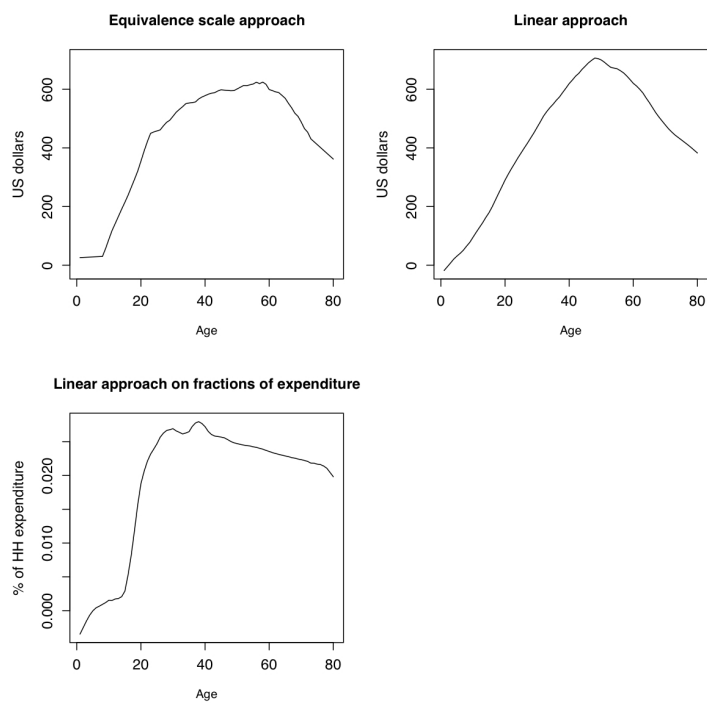 Equivalence scale approach
US dollars
0
200
400
600
0 20 40 60 80
Age
Linear approach
US dollars
0
200
400
600
0 20 40 60 80
Age
Linear approach on fractions of expenditure
% of HH expenditure
0.000
0.010
0.020
0 20 40 60 80
Age